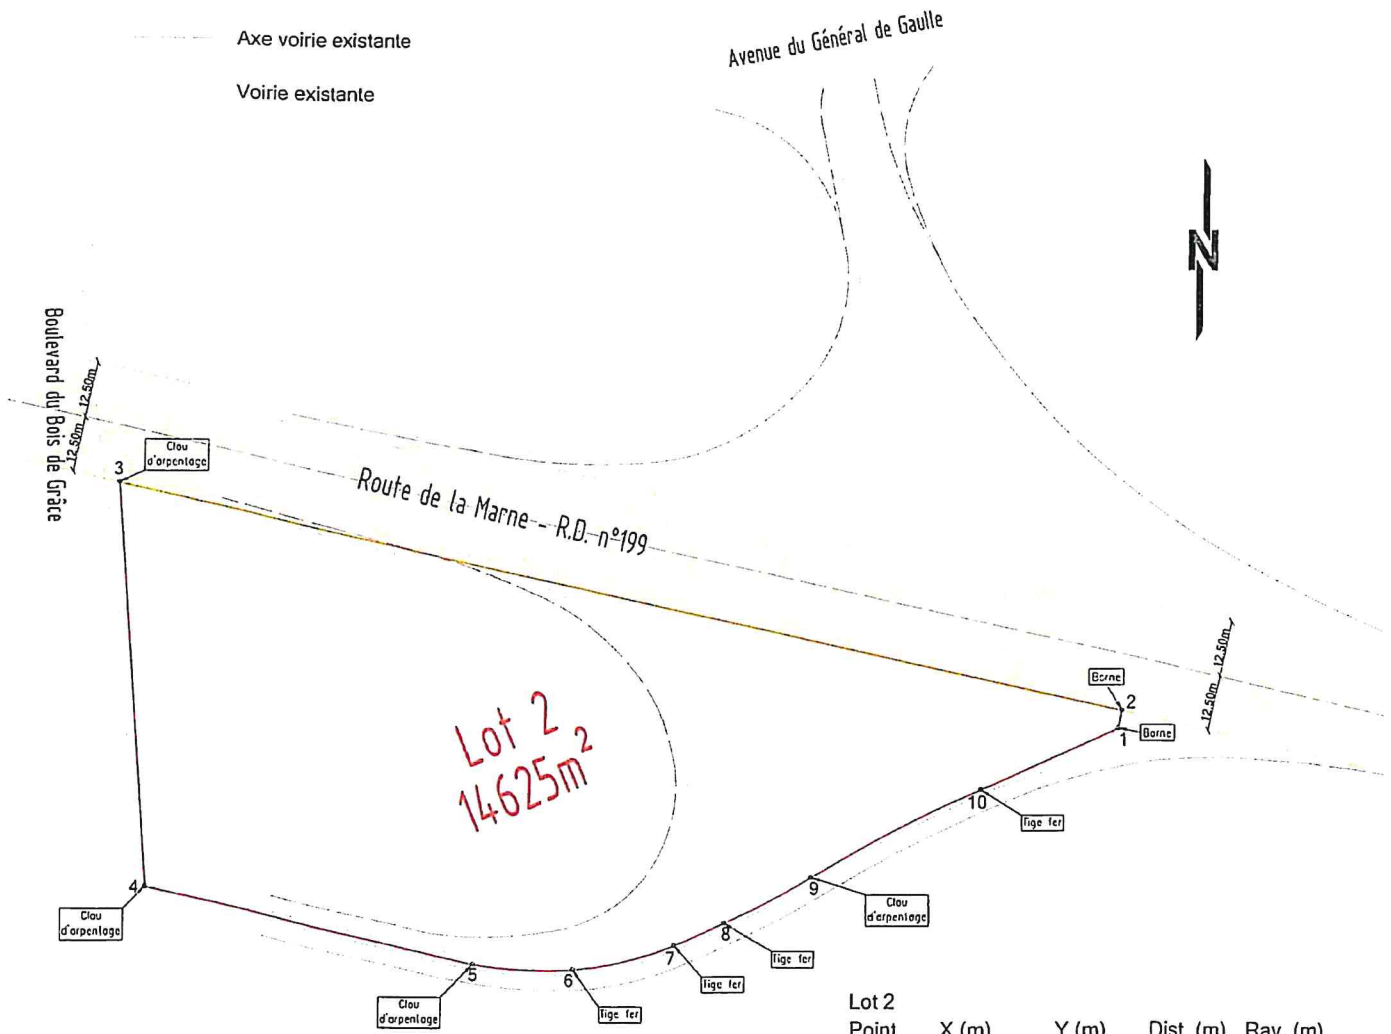 Axe voirie existante
Voirie existante
Avenue du Général de Gaulle
N
Boulevard du Bois de Grâce
12.50m
12.50m
3
Clou
d'arpentage
Route de la Marne - R.D. n°199
12.50m
12.50m
Borne
2
1
Borne
Lot 2
14625m²
10
Tige fer
4
Clou
d'arpentage
9
Clou
d'arpentage
8
Tige fer
7
Tige fer
5
Clou
d'arpentage
6
Tige fer
Lot 2
Point X (m) Y (m) Dist. (m) Ray. (m)